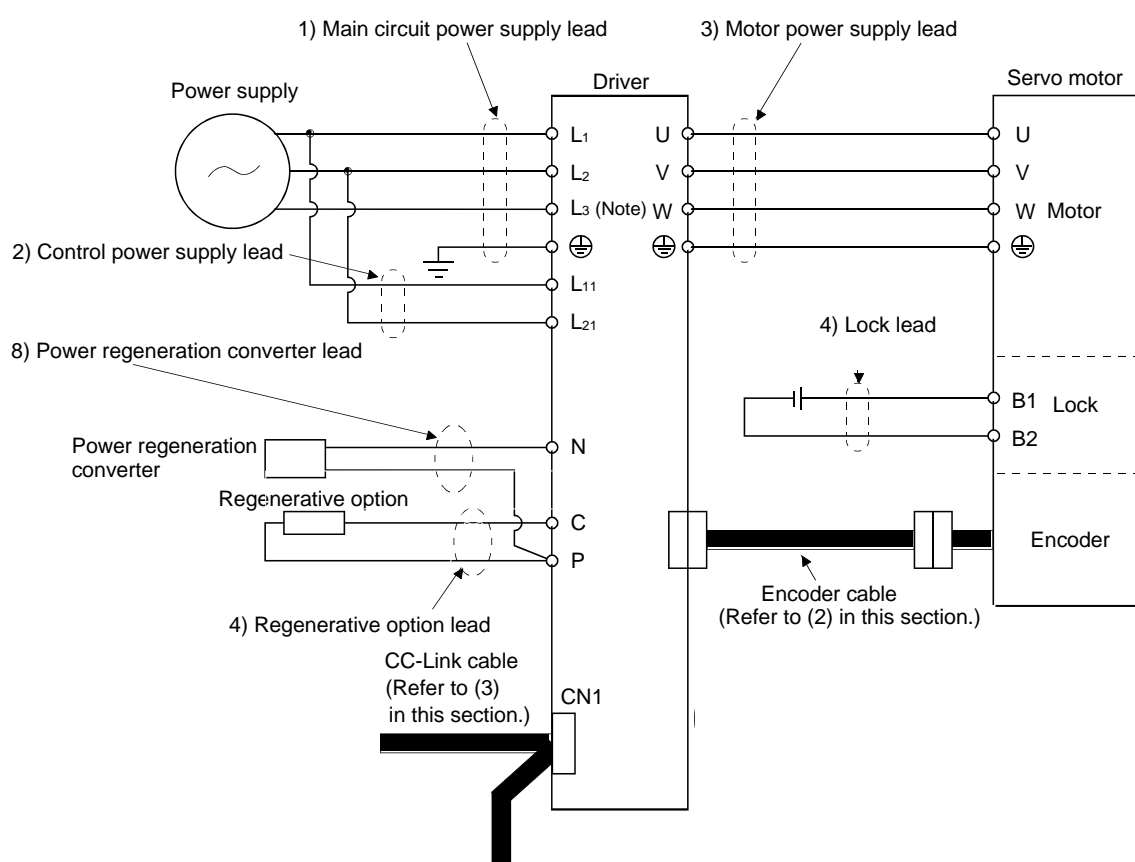 1) Main circuit power supply lead
3) Motor power supply lead
Power supply
Driver
Servo motor
L1
U
U
L2
V
V
L3 (Note)
W
W
Motor
2) Control power supply lead
L11
L21
4) Lock lead
8) Power regeneration converter lead
B1
Lock
B2
Power regeneration
converter
N
Regenerative option
C
P
Encoder
Encoder cable
(Refer to (2) in this section.)
4) Regenerative option lead
CC-Link cable
(Refer to (3)
in this section.)
CN1